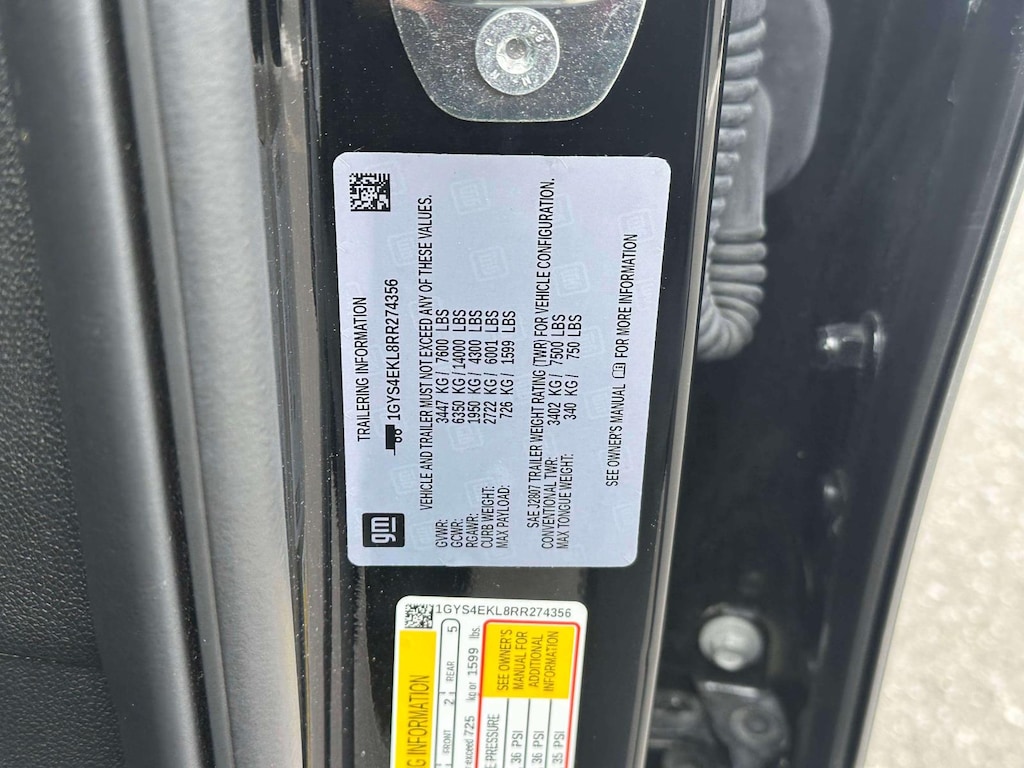 TRAILERING INFORMATION
1GYS4EKL8RR274356
gm
VEHICLE AND TRAILER MUST NOT EXCEED ANY OF THESE VALUES.
GVWR: 3447 KG / 7600 LBS
GCWR: 6350 KG / 14000 LBS
RGAWR: 1950 KG / 4300 LBS
CURB WEIGHT: 2722 KG / 6001 LBS
MAX PAYLOAD: 726 KG / 1599 LBS
SAE J2807 TRAILER WEIGHT RATING (TWR) FOR VEHICLE CONFIGURATION.
CONVENTIONAL TWR: 3402 KG / 7500 LBS
MAX TONGUE WEIGHT: 340 KG / 750 LBS
SEE OWNER'S MANUAL FOR MORE INFORMATION
1GYS4EKL8RR274356
G INFORMATION
FRONT 2 REAR 5
exceed 725 kg or 1599 lbs.
E PRESSURE
SEE OWNER'S
MANUAL FOR
ADDITIONAL
INFORMATION
36 PSI
36 PSI
35 PSI